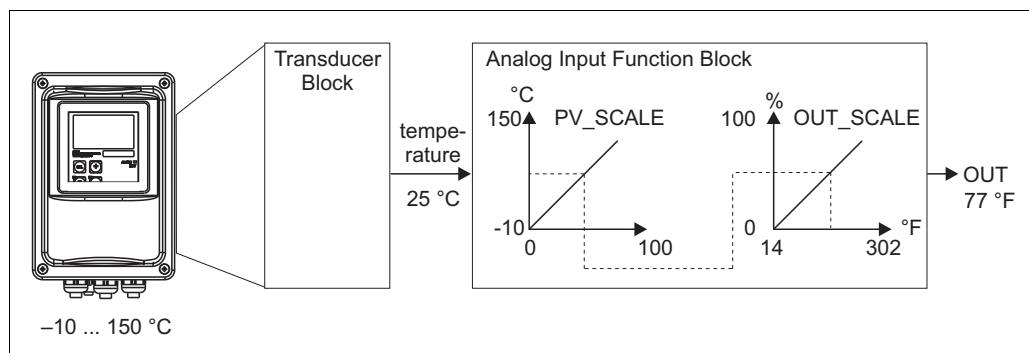 Transducer
Block
Analog Input Function Block
°C
150
PV_SCALE
-10
0
100
%
100
OUT_SCALE
0
14
302
°F
tempe-
rature
25 °C
OUT
77 °F
–10 ... 150 °C